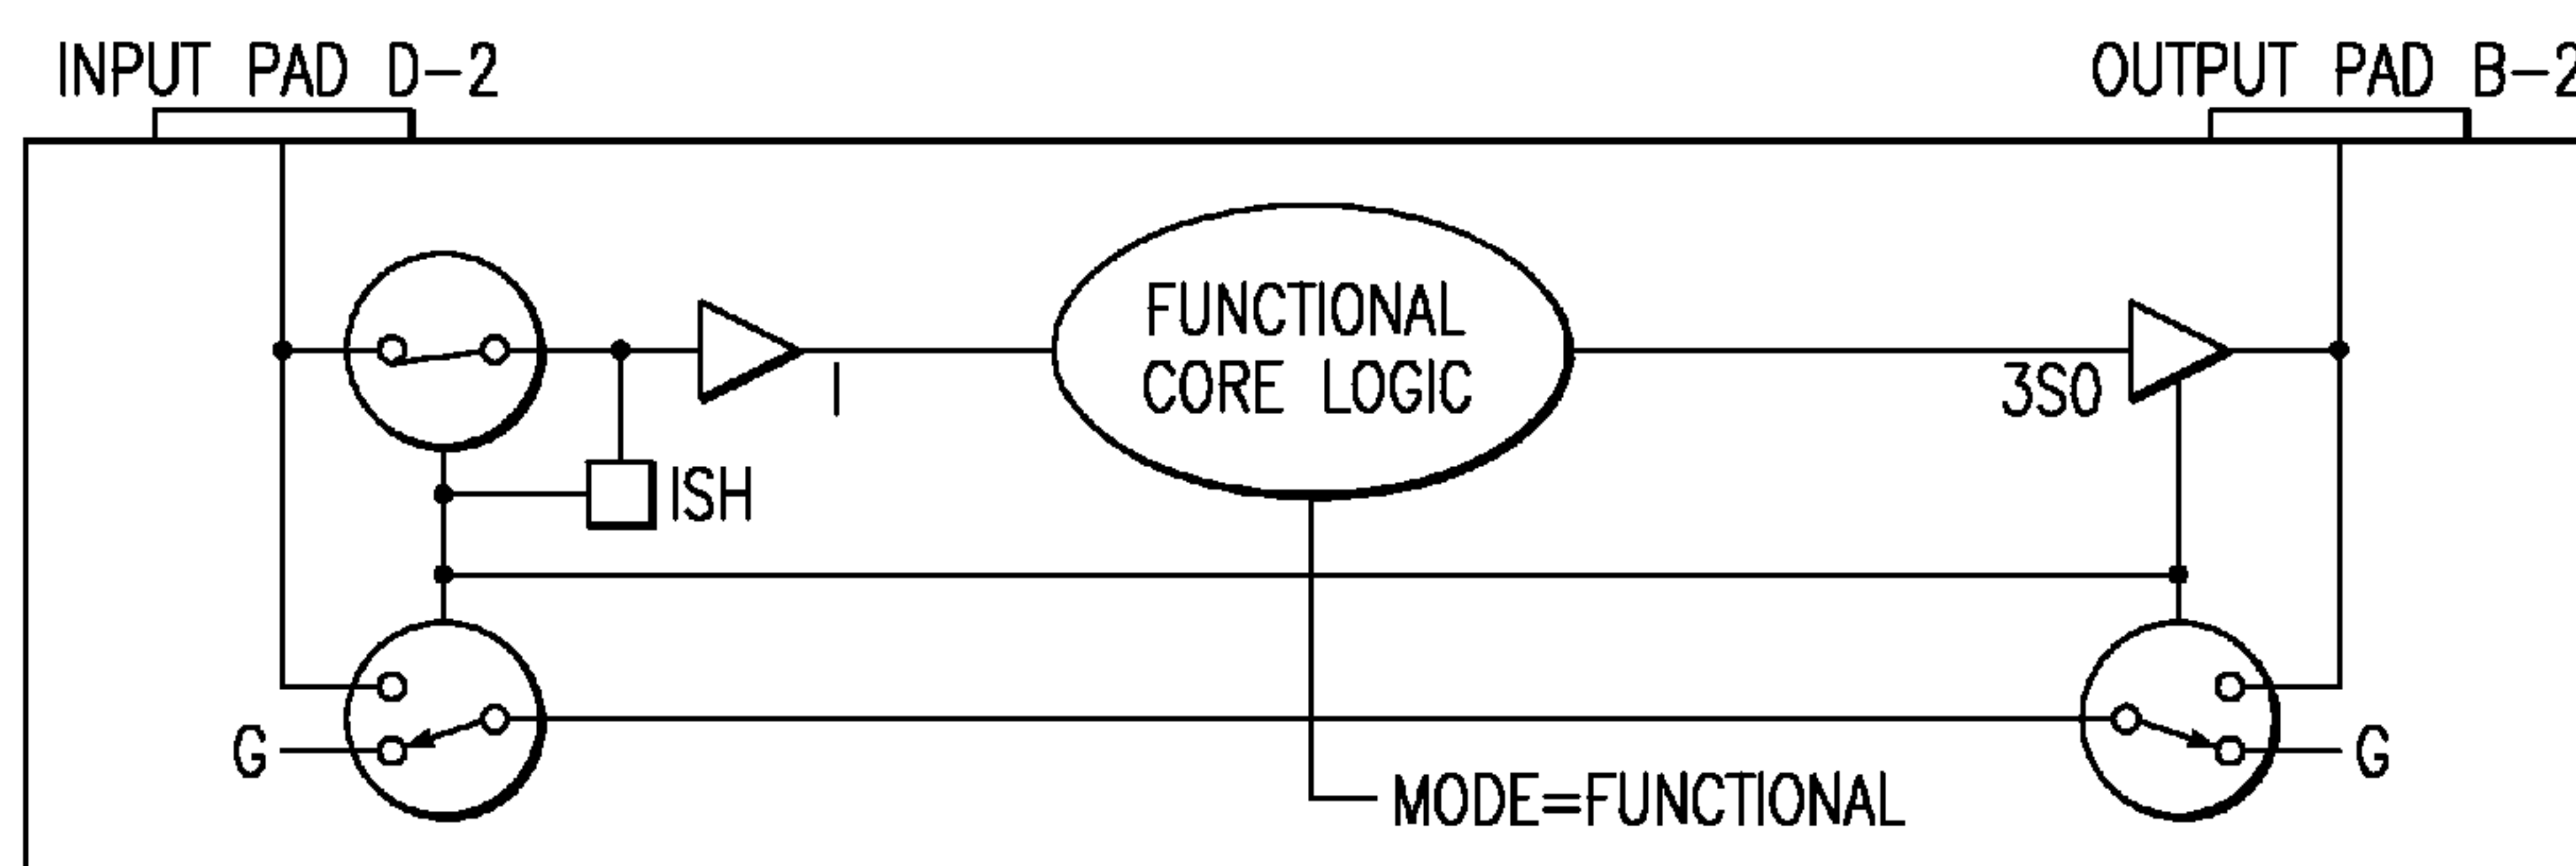 INPUT PAD D-2
OUTPUT PAD B-2
FUNCTIONAL
CORE LOGIC
I
3SO
ISH
G
G
MODE=FUNCTIONAL